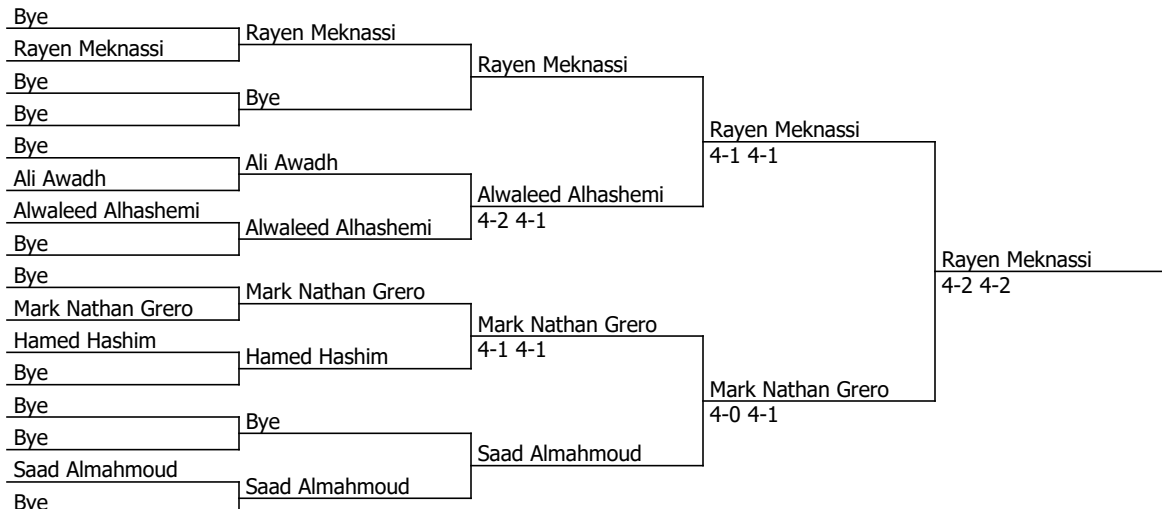 Bye
Rayen Meknassi
Bye
Bye
Bye
Ali Awadh
Alwaleed Alhashemi
Bye
Bye
Mark Nathan Grero
Hamed Hashim
Bye
Bye
Bye
Saad Almahmoud
Bye
Rayen Meknassi
Bye
Ali Awadh
Alwaleed Alhashemi
Mark Nathan Grero
Hamed Hashim
Bye
Saad Almahmoud
Rayen Meknassi
Alwaleed Alhashemi
4-2 4-1
Mark Nathan Grero
4-1 4-1
Saad Almahmoud
Rayen Meknassi
4-1 4-1
Mark Nathan Grero
4-0 4-1
Rayen Meknassi
4-2 4-2